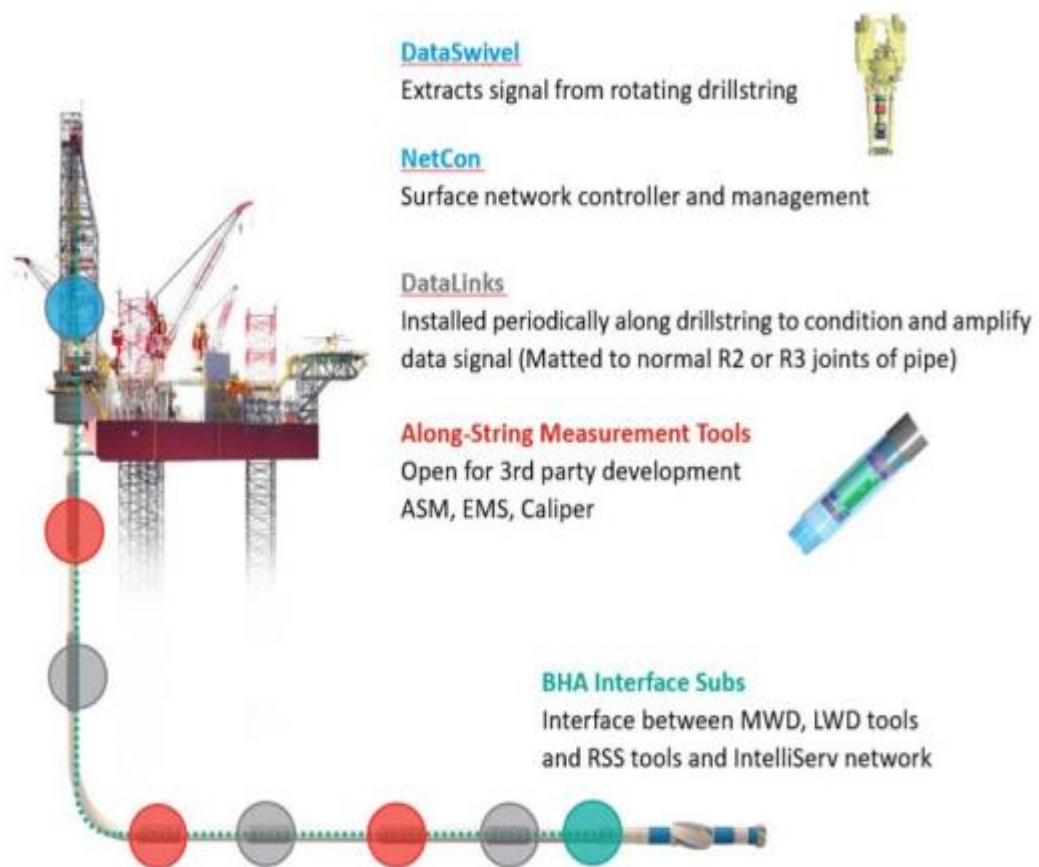 DataSwivel
Extracts signal from rotating drillstring
NetCon
Surface network controller and management
DataLinks
Installed periodically along drillstring to condition and amplify
data signal (Matted to normal R2 or R3 joints of pipe)
Along-String Measurement Tools
Open for 3rd party development
ASM, EMS, Caliper
BHA Interface Subs
Interface between MWD, LWD tools
and RSS tools and IntelliServ network